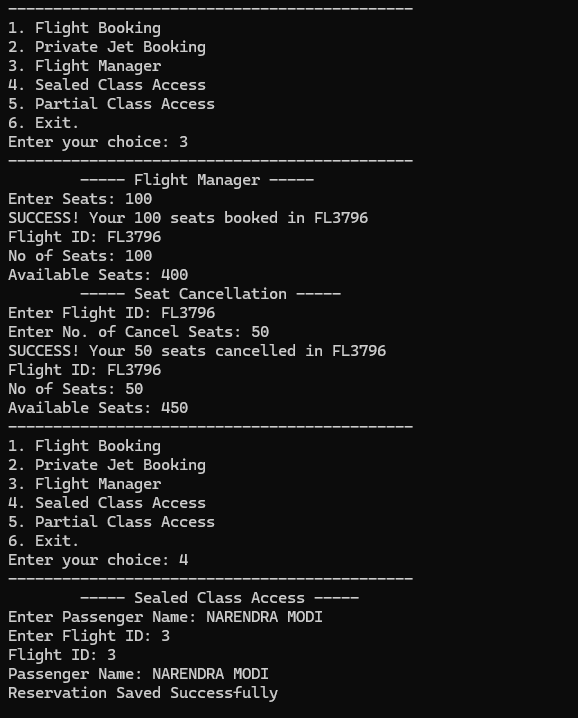 ---------------------------------------------
1. Flight Booking
2. Private Jet Booking
3. Flight Manager
4. Sealed Class Access
5. Partial Class Access
6. Exit.
Enter your choice: 3
---------------------------------------------
----- Flight Manager -----
Enter Seats: 100
SUCCESS! Your 100 seats booked in FL3796
Flight ID: FL3796
No of Seats: 100
Available Seats: 400
----- Seat Cancellation -----
Enter Flight ID: FL3796
Enter No. of Cancel Seats: 50
SUCCESS! Your 50 seats cancelled in FL3796
Flight ID: FL3796
No of Seats: 50
Available Seats: 450
---------------------------------------------
1. Flight Booking
2. Private Jet Booking
3. Flight Manager
4. Sealed Class Access
5. Partial Class Access
6. Exit.
Enter your choice: 4
---------------------------------------------
----- Sealed Class Access -----
Enter Passenger Name: NARENDRA MODI
Enter Flight ID: 3
Flight ID: 3
Passenger Name: NARENDRA MODI
Reservation Saved Successfully